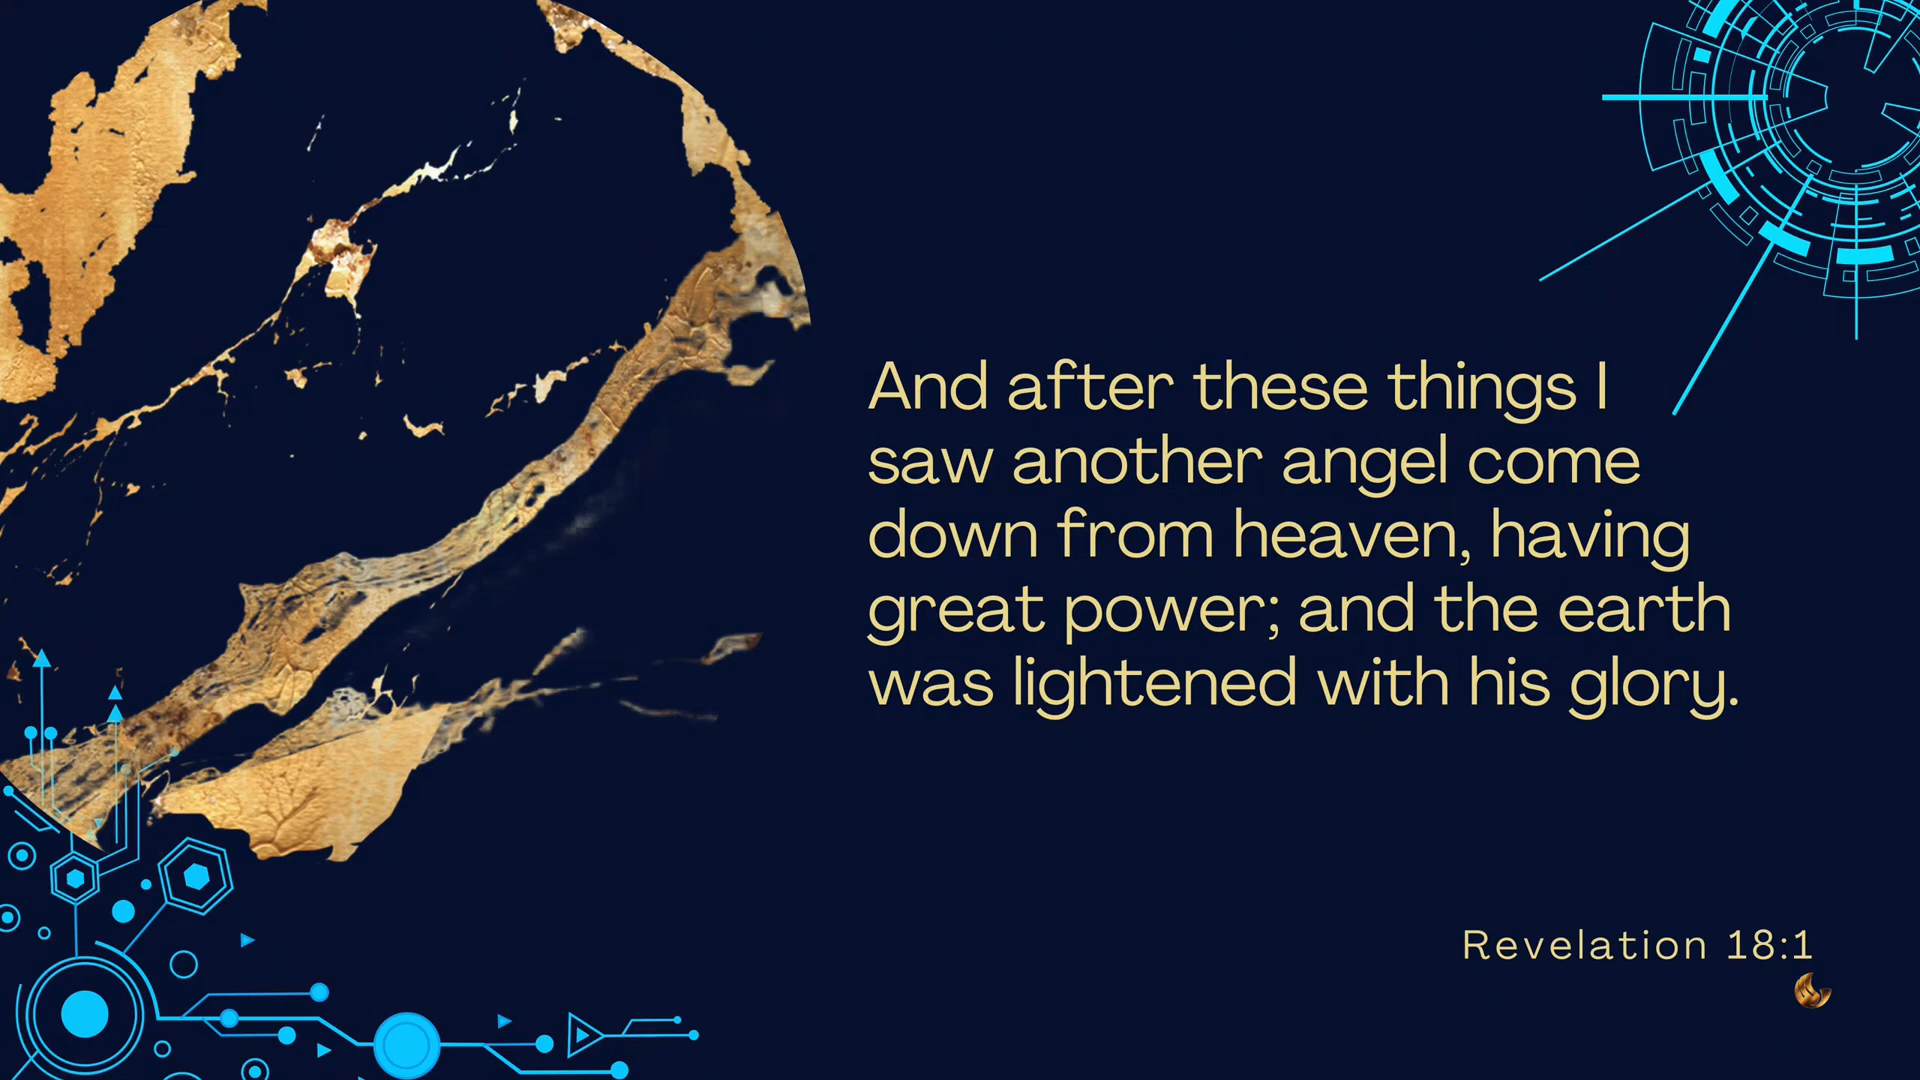 And after these things I
saw another angel come
down from heaven, having
great power; and the earth
was lightened with his glory.
Revelation 18:1